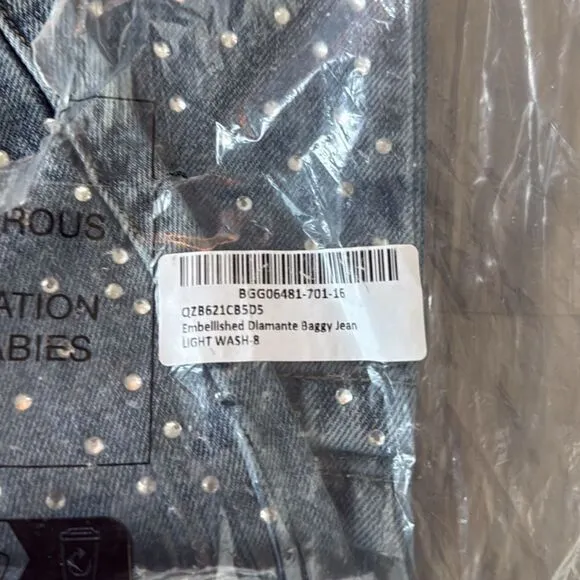 ROUS
ATION
ABIES
BGG06481-701-16
QZB621CB5D5
Embellished Diamante Baggy Jean
LIGHT WASH-8